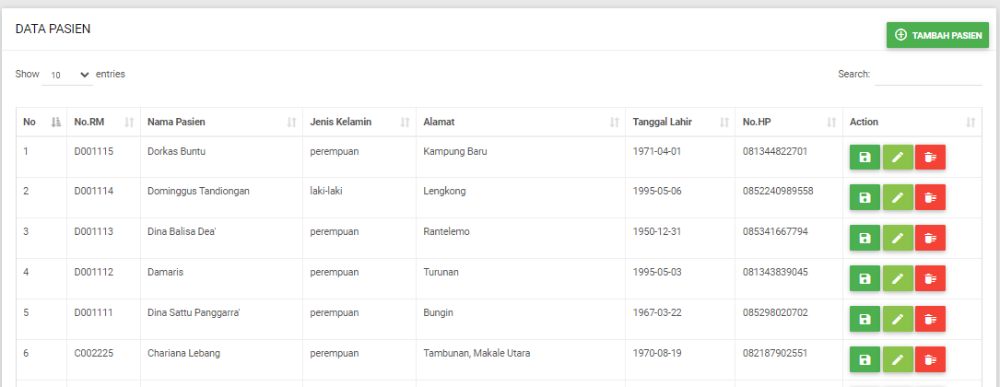 DATA PASIEN
TAMBAH PASIEN
Show 10 entries Search:
No No.RM Nama Pasien Jenis Kelamin Alamat Tanggal Lahir No.HP Action
1 D001115 Dorkas Buntu perempuan Kampung Baru 1971-04-01 081344822701
2 D001114 Dominggus Tandiongan laki-laki Lengkong 1995-05-06 0852240989558
3 D001113 Dina Balisa Dea' perempuan Rantelemo 1950-12-31 085341667794
4 D001112 Damaris perempuan Turunan 1995-05-03 081343839045
5 D001111 Dina Sattu Panggarra' perempuan Bungin 1967-03-22 085298020702
6 C002225 Chariana Lebang perempuan Tambunan, Makale Utara 1970-08-19 082187902551